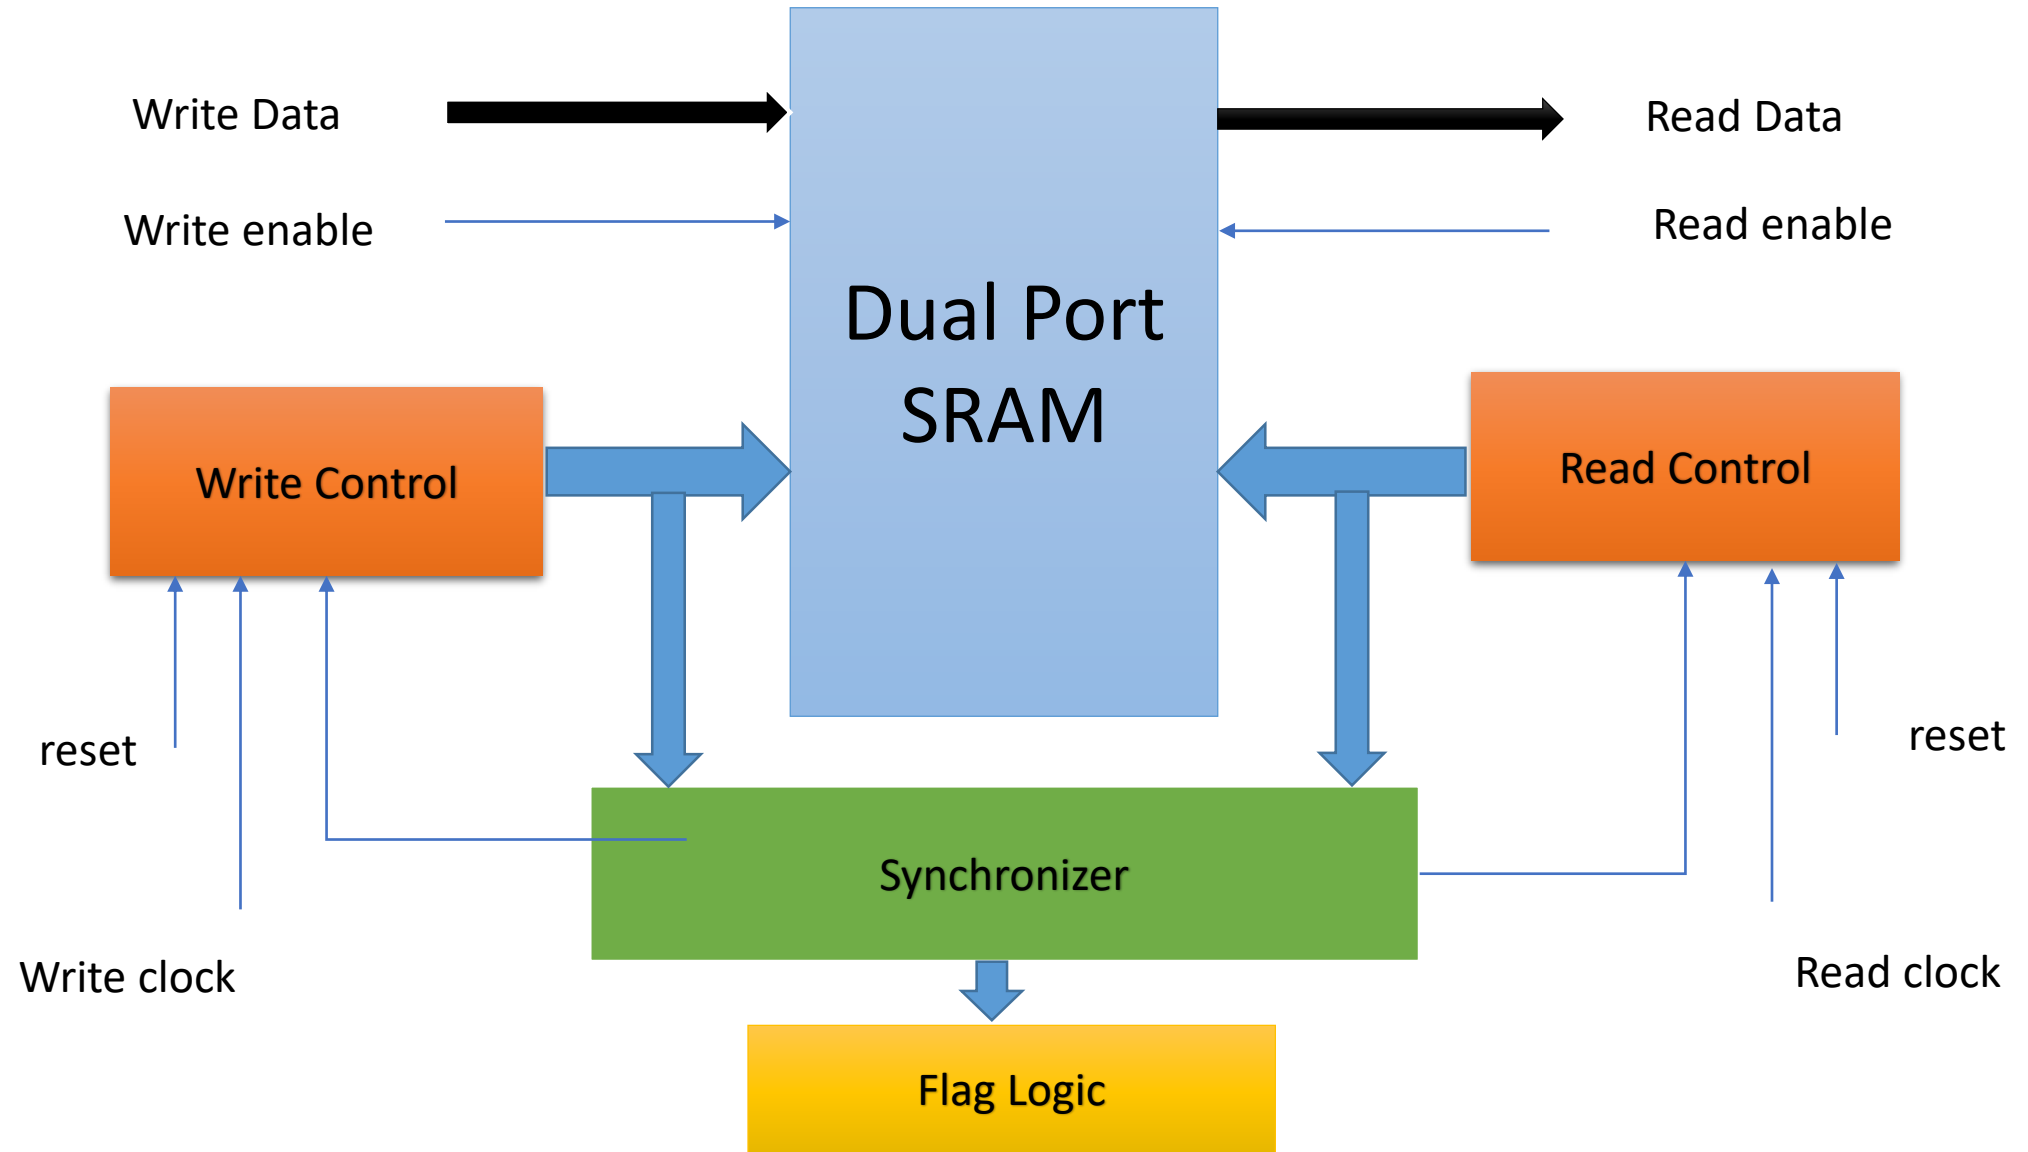 Write Data
Read Data
Write enable
Read enable
Dual Port
SRAM
Write Control
Read Control
reset
reset
Synchronizer
Write clock
Read clock
Flag Logic